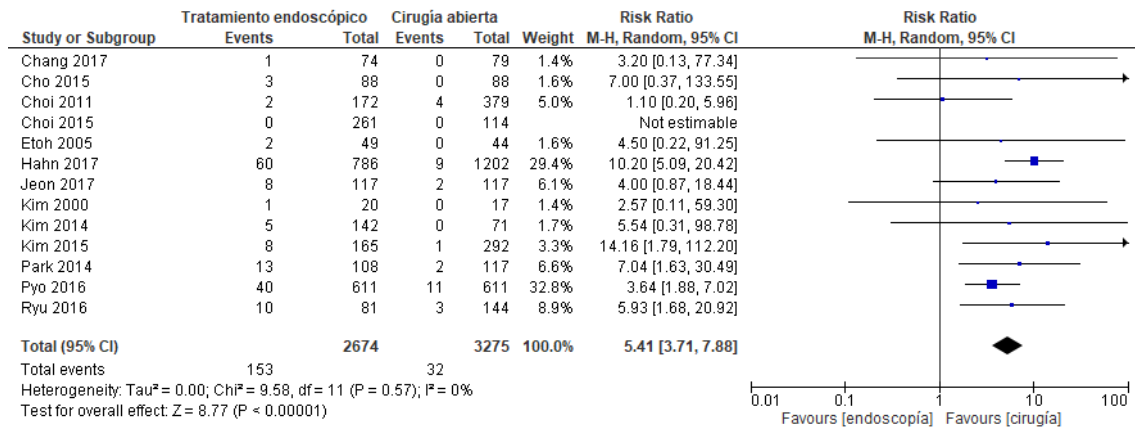 Tratamiento endoscópico Cirugía abierta Risk Ratio Risk Ratio
Study or Subgroup Events Total Events Total Weight M-H, Random, 95% CI M-H, Random, 95% CI
Chang 2017 1 74 0 79 1.4% 3.20 [0.13, 77.34]
Cho 2015 3 88 0 88 1.6% 7.00 [0.37, 133.55]
Choi 2011 2 172 4 379 5.0% 1.10 [0.20, 5.96]
Choi 2015 0 261 0 114 Not estimable
Etoh 2005 2 49 0 44 1.6% 4.50 [0.22, 91.25]
Hahn 2017 60 786 9 1202 29.4% 10.20 [5.09, 20.42]
Jeon 2017 8 117 2 117 6.1% 4.00 [0.87, 18.44]
Kim 2000 1 20 0 17 1.4% 2.57 [0.11, 59.30]
Kim 2014 5 142 0 71 1.7% 5.54 [0.31, 98.78]
Kim 2015 8 165 1 292 3.3% 14.16 [1.79, 112.20]
Park 2014 13 108 2 117 6.6% 7.04 [1.63, 30.49]
Pyo 2016 40 611 11 611 32.8% 3.64 [1.88, 7.02]
Ryu 2016 10 81 3 144 8.9% 5.93 [1.68, 20.92]
Total (95% CI) 2674 3275 100.0% 5.41 [3.71, 7.88]
Total events 153 32
Heterogeneity: Tau² = 0.00; Chi² = 9.58, df = 11 (P = 0.57); I² = 0%
Test for overall effect: Z = 8.77 (P < 0.00001)
0.01 0.1 1 10 100
Favours [endoscopía] Favours [cirugía]